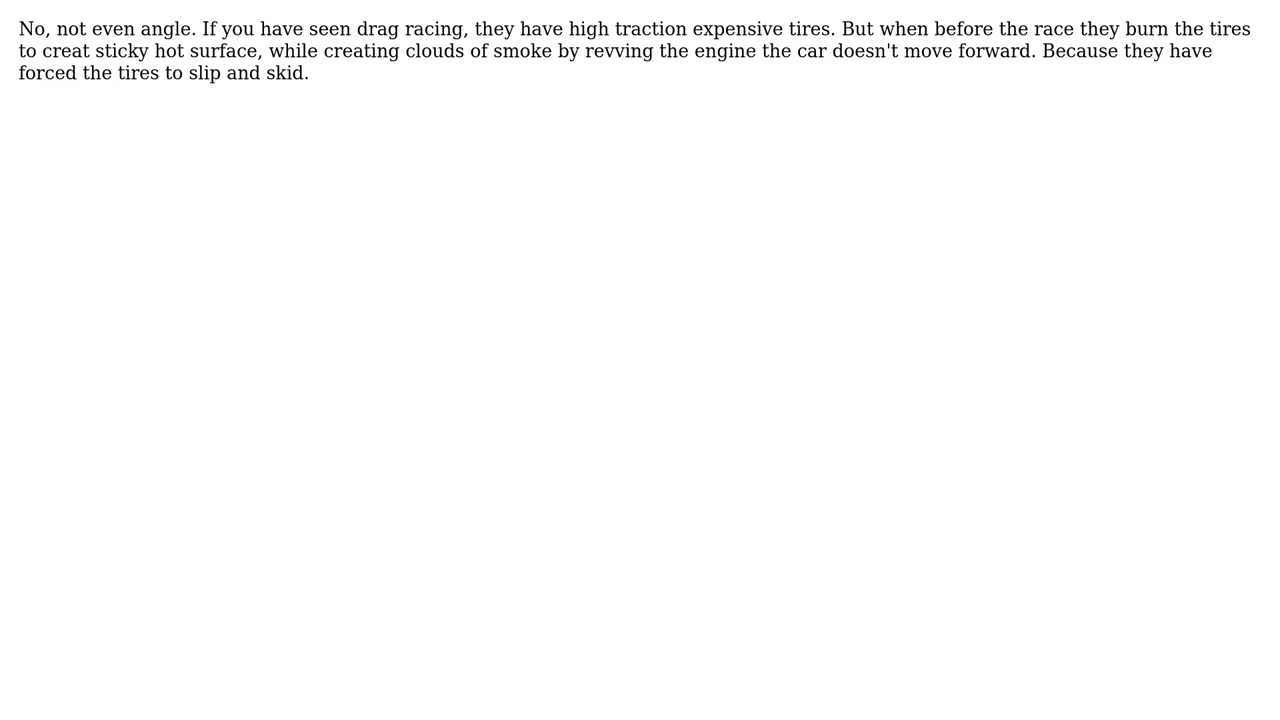 No, not even angle. If you have seen drag racing, they have high traction expensive tires. But when before the race they burn the tires
to creat sticky hot surface, while creating clouds of smoke by revving the engine the car doesn't move forward. Because they have
forced the tires to slip and skid.